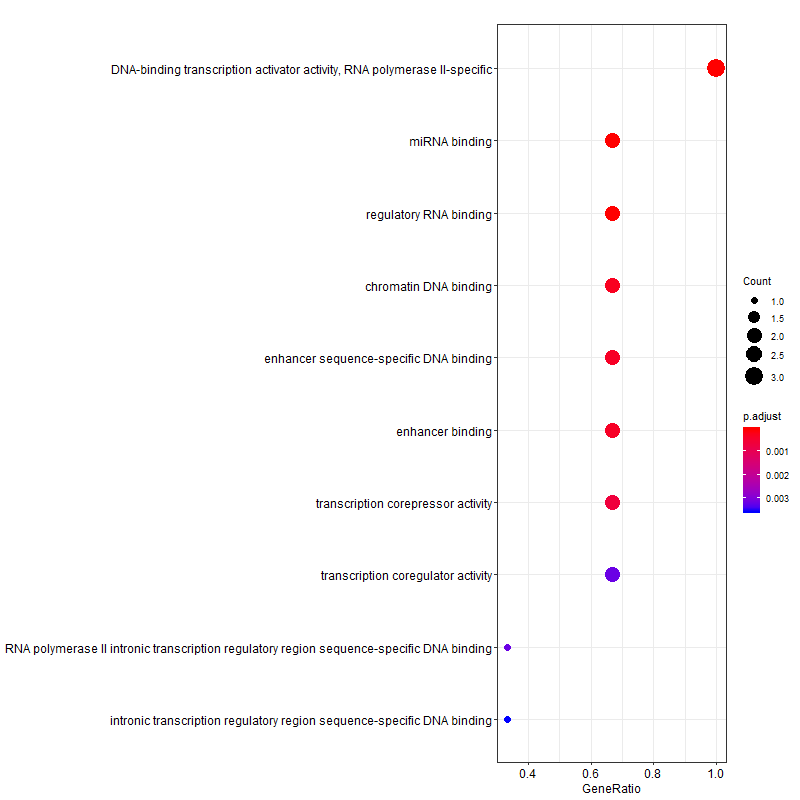 DNA-binding transcription activator activity, RNA polymerase II-specific
miRNA binding
regulatory RNA binding
chromatin DNA binding
enhancer sequence-specific DNA binding
enhancer binding
transcription corepressor activity
transcription coregulator activity
RNA polymerase II intronic transcription regulatory region sequence-specific DNA binding
intronic transcription regulatory region sequence-specific DNA binding
0.4 0.6 0.8 1.0
GeneRatio
Count
1.0
1.5
2.0
2.5
3.0
p.adjust
0.001
0.002
0.003